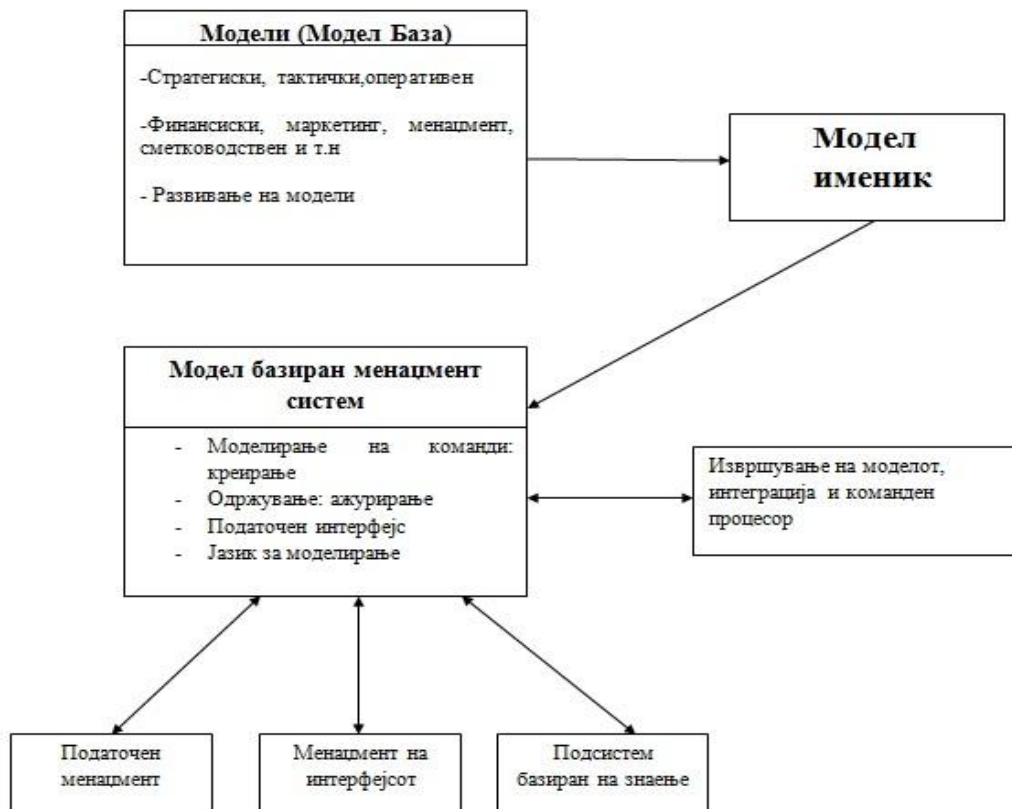 Модели (Модел База)
-Стратегиски, тактички,оперативен
-Финансиски, маркетинг, менаџмент,
сметководствен и т.н
- Развивање на модели
Модел
именик
Модел базиран менаџмент
систем
- Моделирање на команди:
креирање
- Одржување: ажурирање
- Податочен интерфејс
- Јазик за моделирање
Извршување на моделот,
интеграција и команден
процесор
Податочен
менаџмент
Менаџмент на
интерфејсот
Подсистем
базиран на знаење